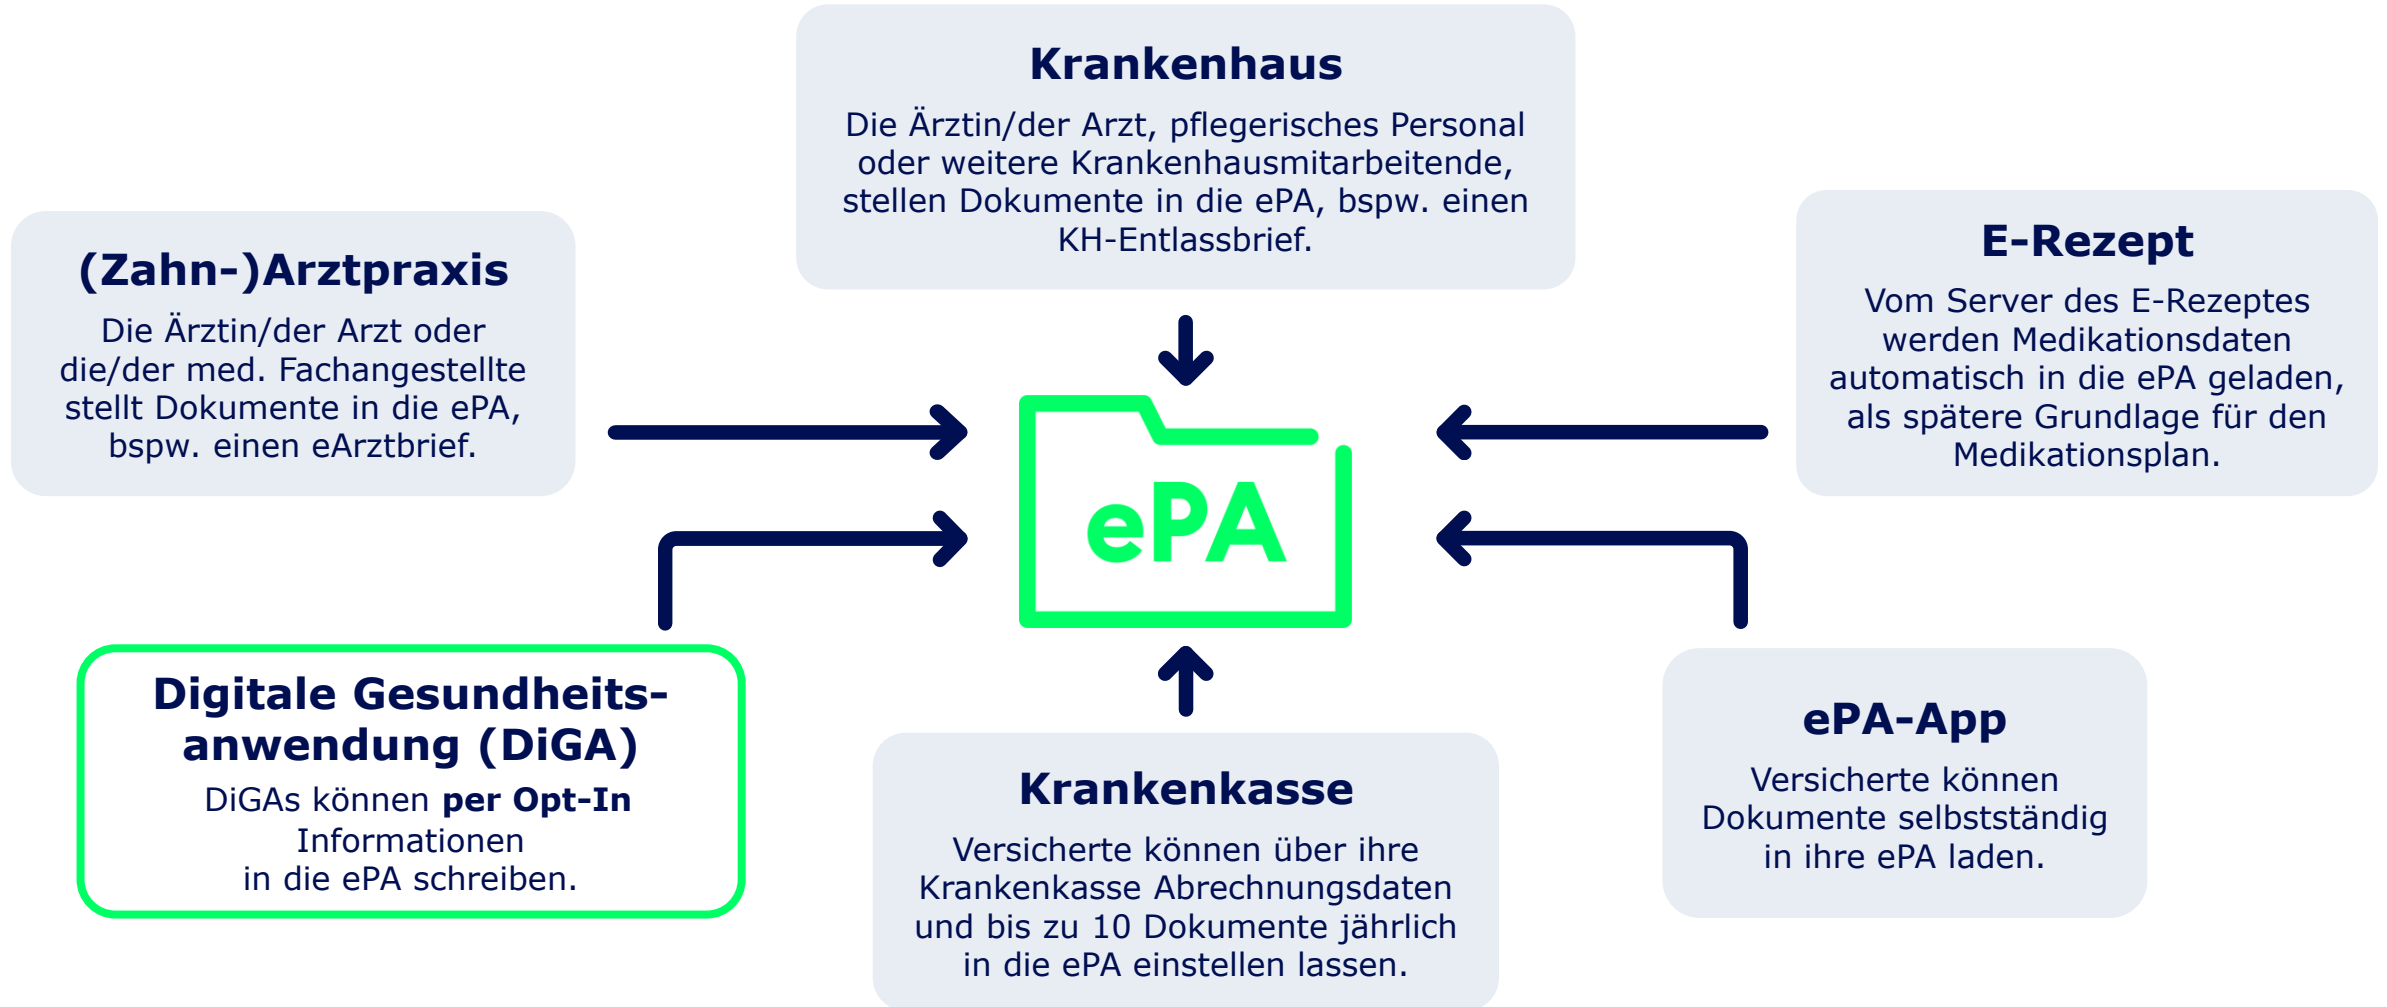 Krankenhaus
Die Ärztin/der Arzt, pflegerisches Personal
oder weitere Krankenhausmitarbeitende,
stellen Dokumente in die ePA, bspw. einen
KH-Entlassbrief.
(Zahn-)Arztpraxis
Die Ärztin/der Arzt oder
die/der med. Fachangestellte
stellt Dokumente in die ePA,
bspw. einen eArztbrief.
E-Rezept
Vom Server des E-Rezeptes
werden Medikationsdaten
automatisch in die ePA geladen,
als spätere Grundlage für den
Medikationsplan.
ePA
Digitale Gesundheits-
anwendung (DiGA)
DiGAs können per Opt-In
Informationen
in die ePA schreiben.
Krankenkasse
Versicherte können über ihre
Krankenkasse Abrechnungsdaten
und bis zu 10 Dokumente jährlich
in die ePA einstellen lassen.
ePA-App
Versicherte können
Dokumente selbstständig
in ihre ePA laden.